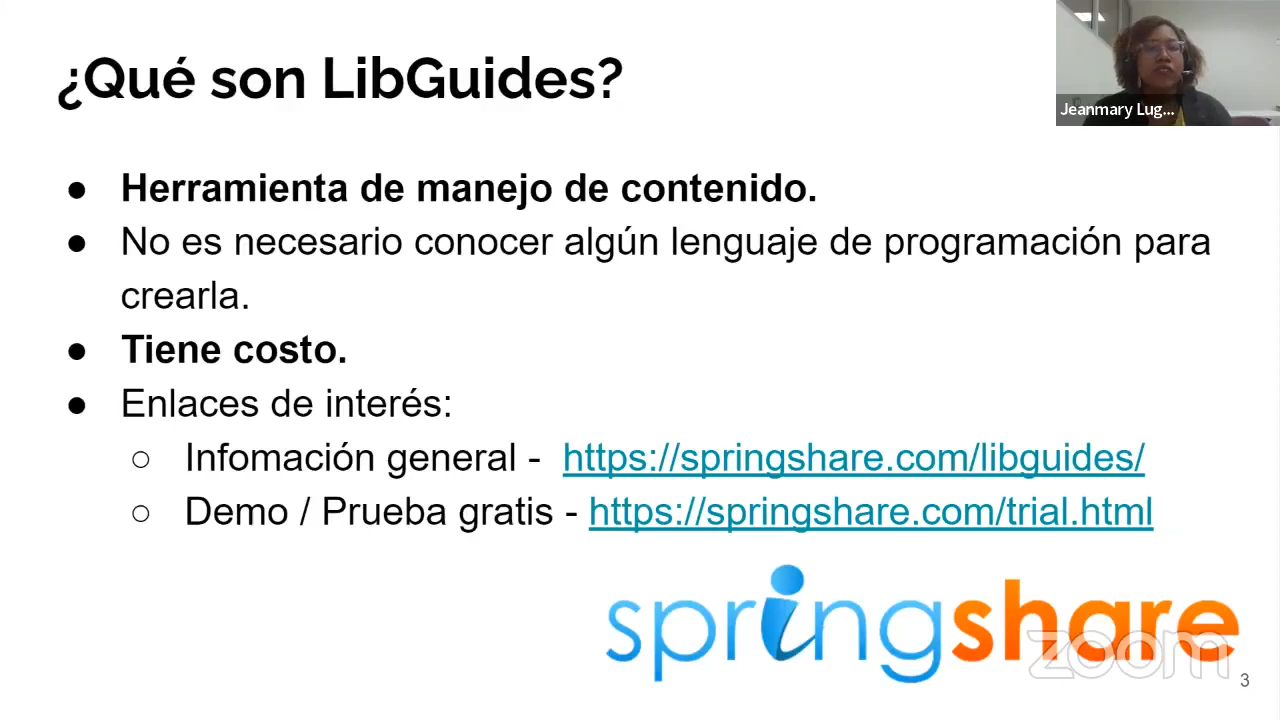 ¿Qué son LibGuides?
Jeanmary Lug...
● Herramienta de manejo de contenido.
● No es necesario conocer algún lenguaje de programación para
crearla.
● Tiene costo.
● Enlaces de interés:
○ Infomación general - https://springshare.com/libguides/
○ Demo / Prueba gratis - https://springshare.com/trial.html
springshare
zoom
3